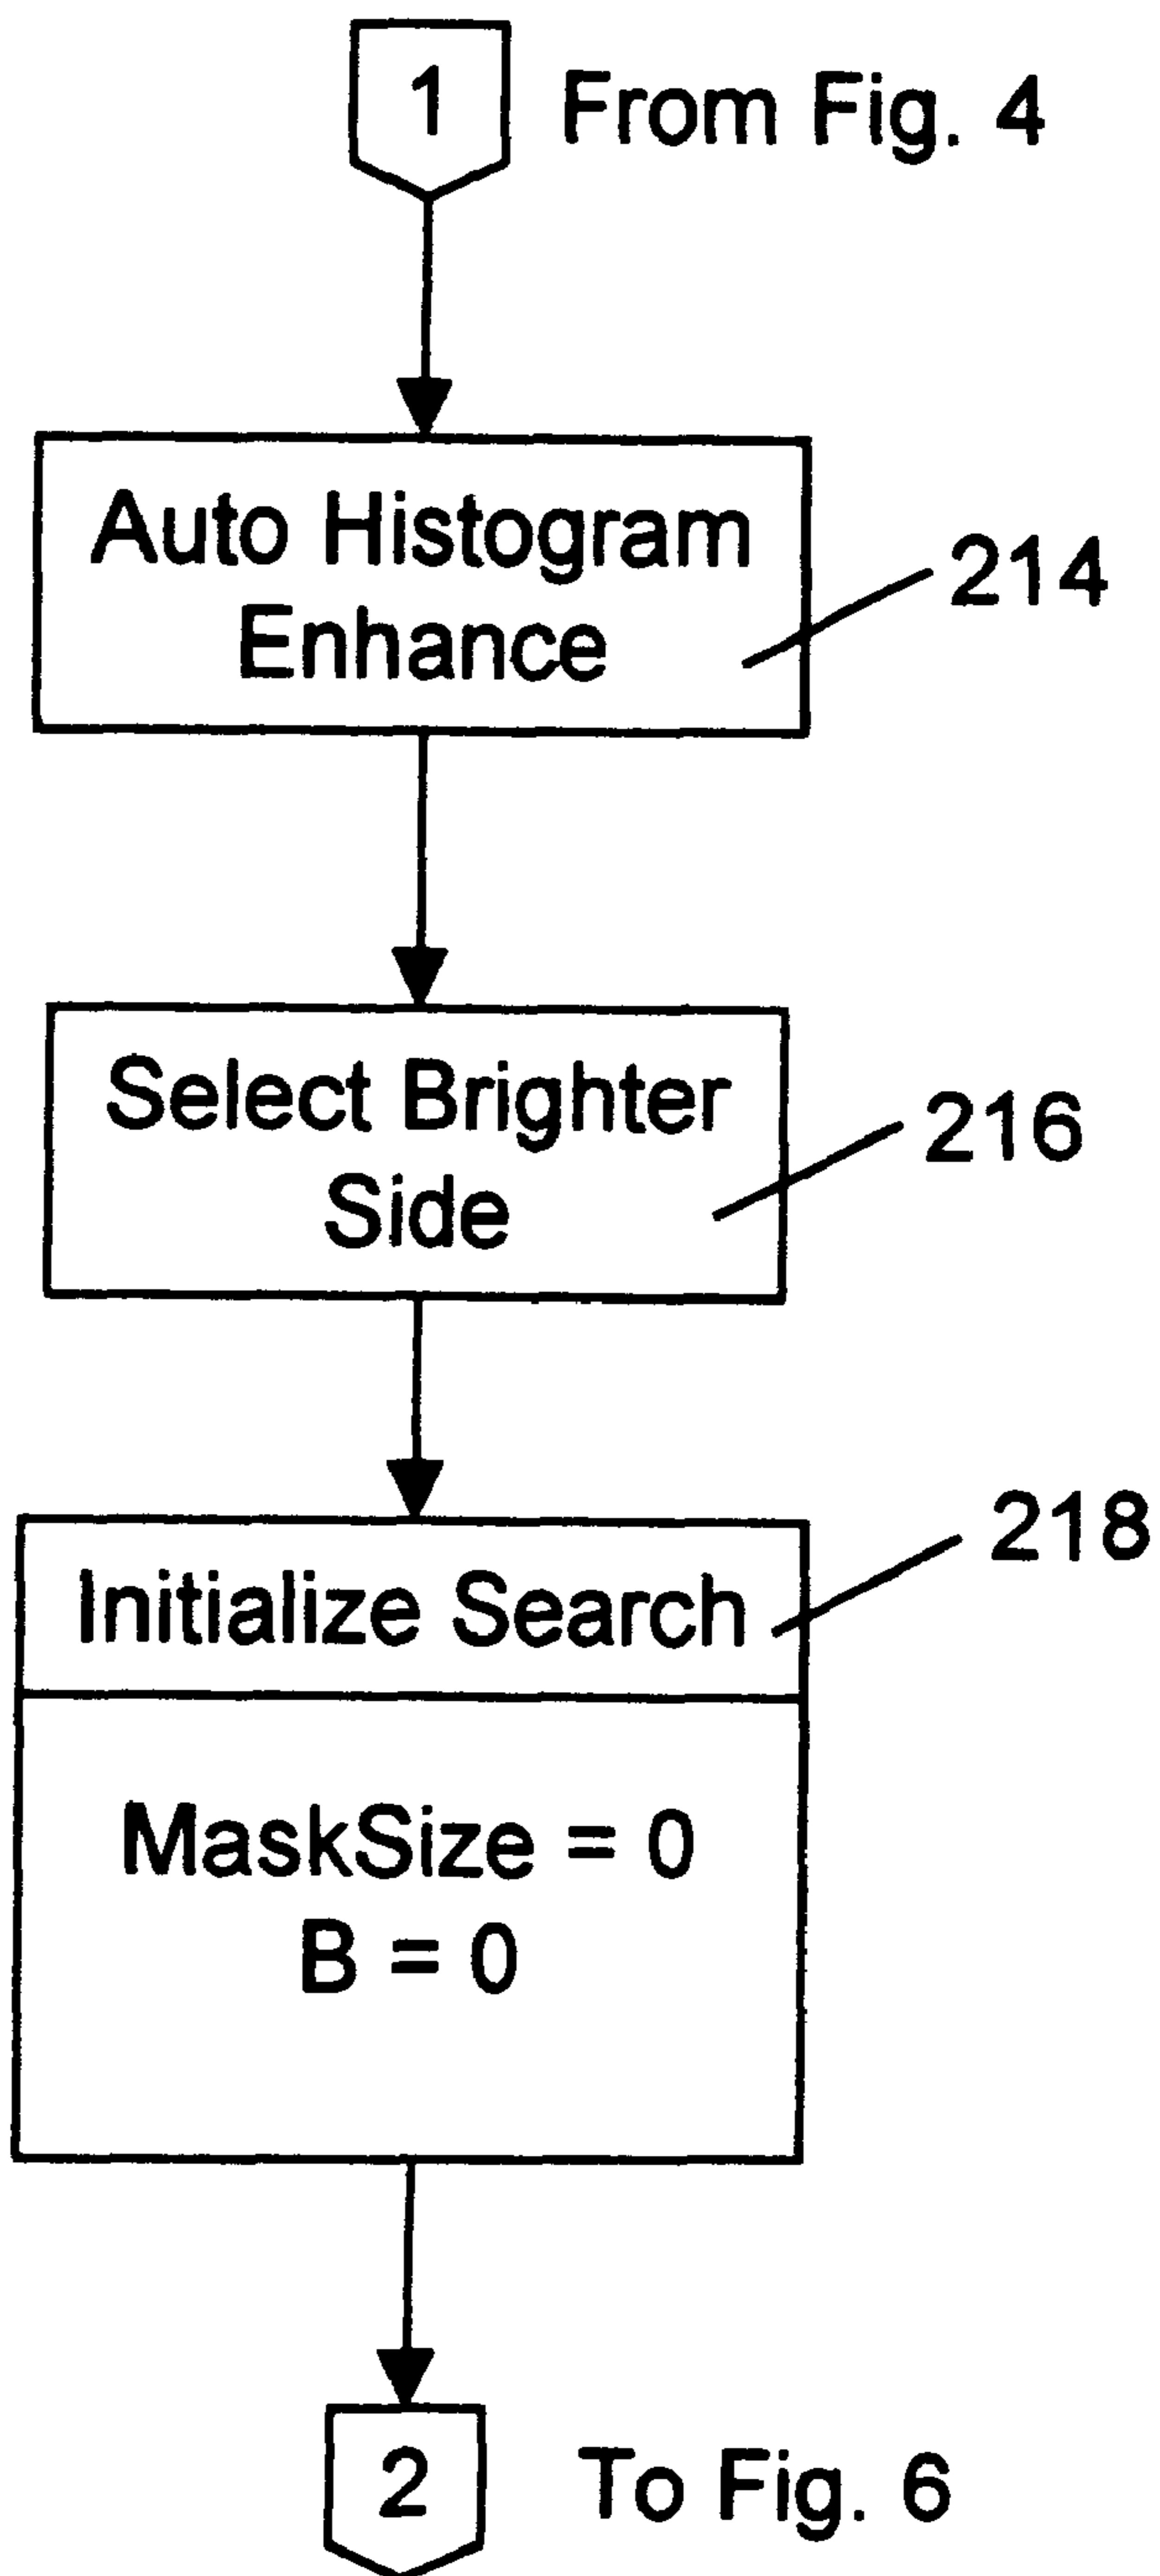 1 From Fig. 4
Auto Histogram
Enhance
214
Select Brighter
Side
216
218
Initialize Search
MaskSize = 0
B = 0
2 To Fig. 6